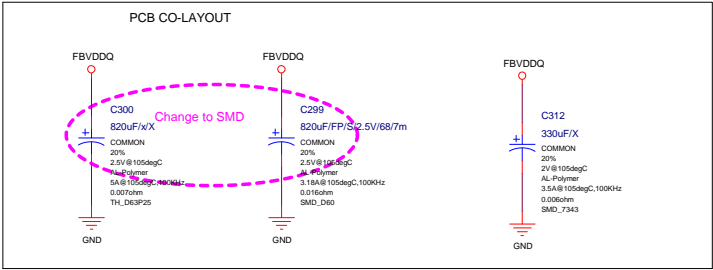 PCB CO-LAYOUT
FBVDDQ
C300
820uF/x/X
COMMON
20%
2.5V@105degC
AL-Polymer
5A@105degC,100KHz
0.007ohm
TH_D63P25
GND
Change to SMD
FBVDDQ
C299
820uF/FP/S/2.5V/68/7m
COMMON
20%
2.5V@105degC
AL-Polymer
3.18A@105degC,100KHz
0.016ohm
SMD_D60
GND
FBVDDQ
C312
330uF/X
COMMON
20%
2V@105degC
AL-Polymer
3.5A@105degC,100KHz
0.006ohm
SMD_7343
GND